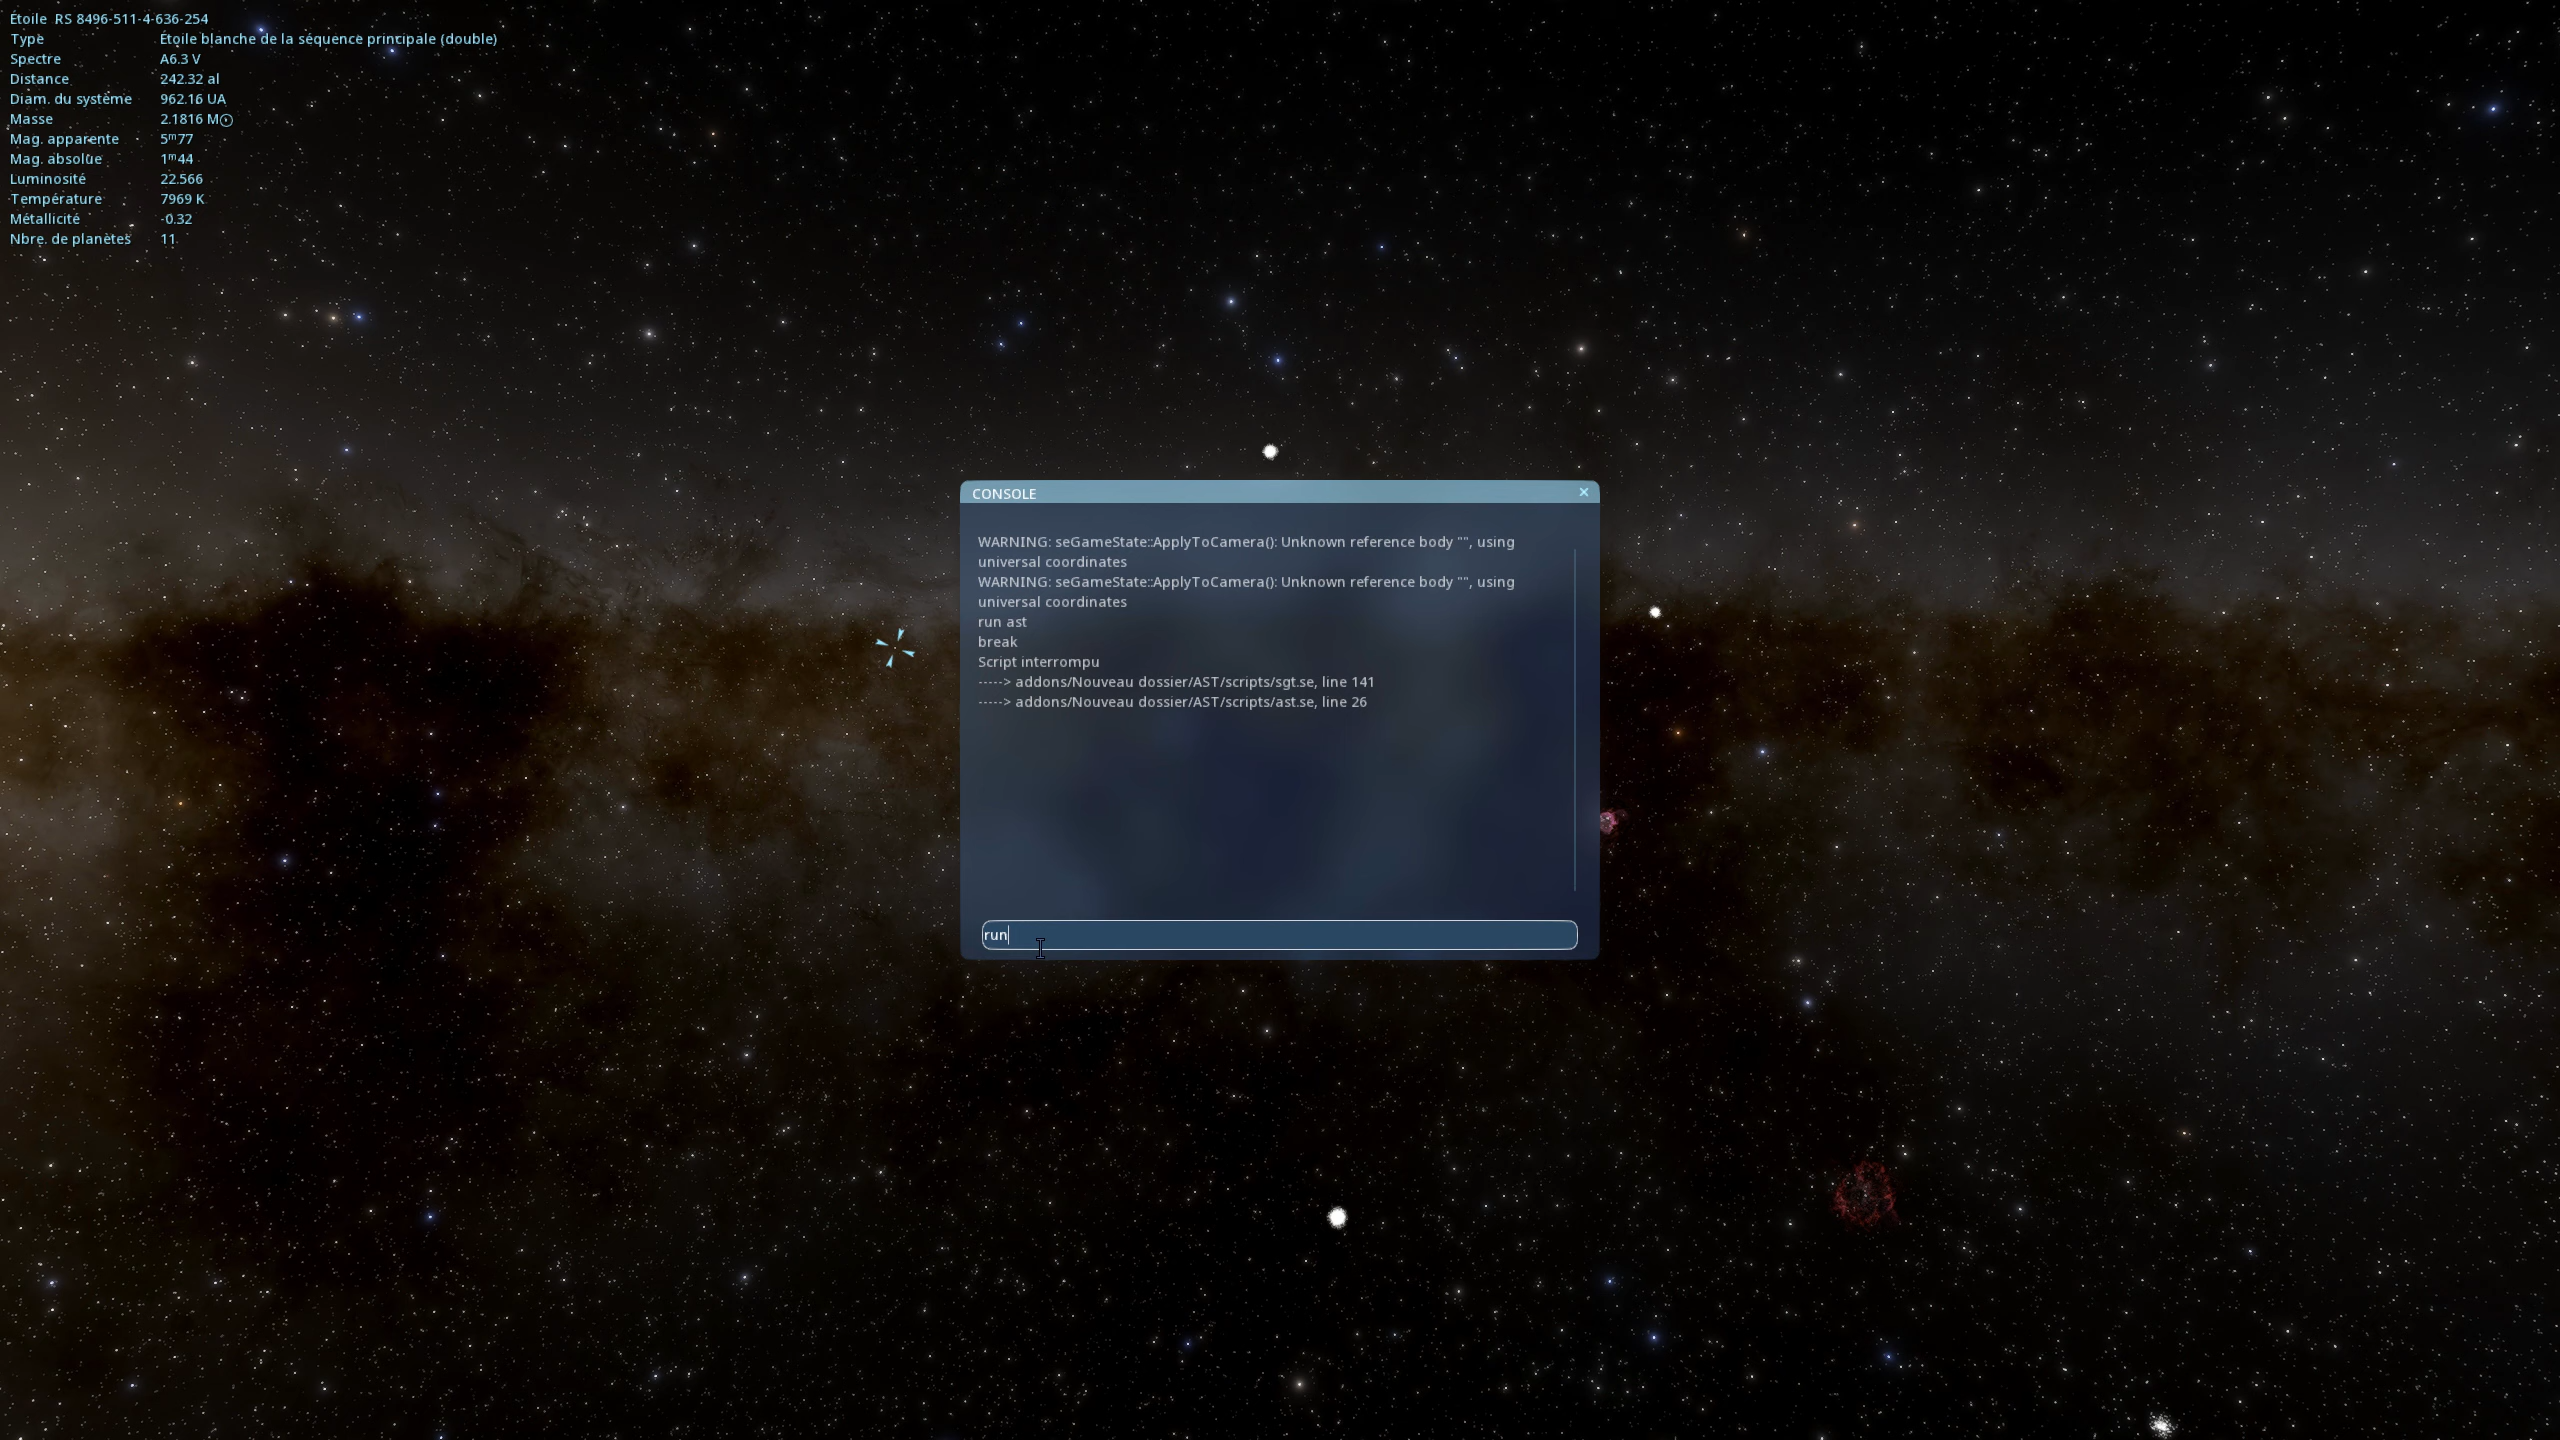 Étoile RS 8496-511-4-636-254
Type Étoile blanche de la séquence principale (double)
Spectre A6.3 V
Distance 242.32 al
Diam. du système 962.16 UA
Masse 2.1816 M☉
Mag. apparente 5ᵐ77
Mag. absolue 1ᵐ44
Luminosité 22.566
Température 7969 K
Métallicité -0.32
Nbre. de planètes 11
CONSOLE
WARNING: seGameState::ApplyToCamera(): Unknown reference body "", using
universal coordinates
WARNING: seGameState::ApplyToCamera(): Unknown reference body "", using
universal coordinates
run ast
break
Script interrompu
-----> addons/Nouveau dossier/AST/scripts/sgt.se, line 141
-----> addons/Nouveau dossier/AST/scripts/ast.se, line 26
run